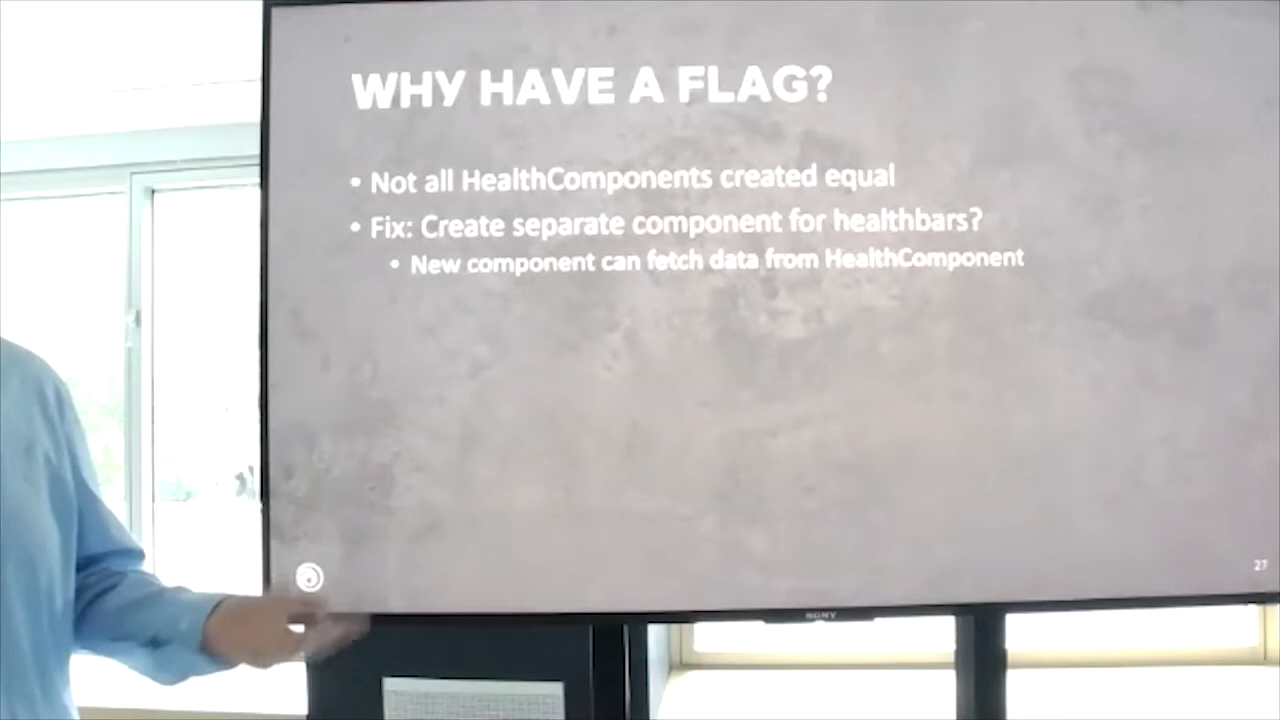 WHY HAVE A FLAG?
• Not all HealthComponents created equal
• Fix: Create separate component for healthbars?
• New component can fetch data from HealthComponent
27
SONY